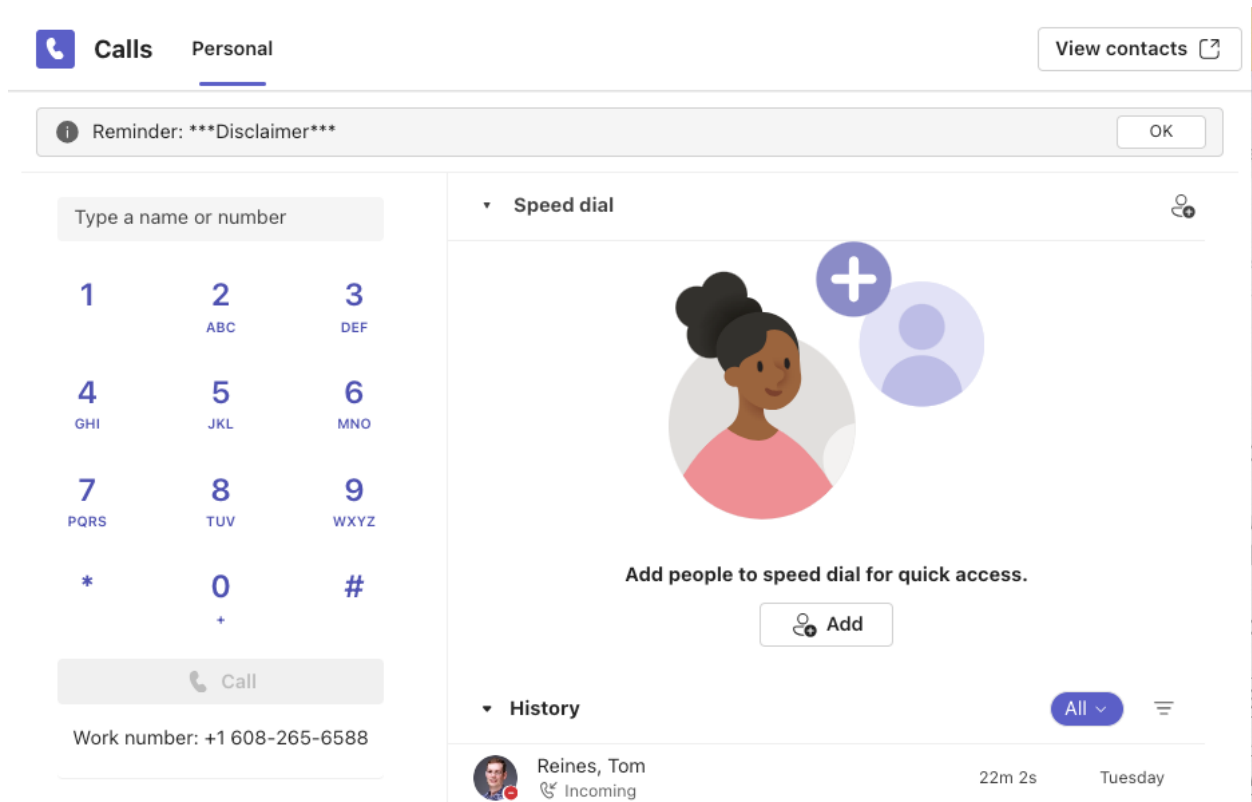 Calls Personal View contacts
Reminder: ***Disclaimer*** OK
Type a name or number
1 2 3
ABC DEF
4 5 6
GHI JKL MNO
7 8 9
PQRS TUV WXYZ
* 0 #
+
Call
Work number: +1 608-265-6588
Speed dial
Add people to speed dial for quick access.
Add
History All
Reines, Tom
Incoming
22m 2s Tuesday